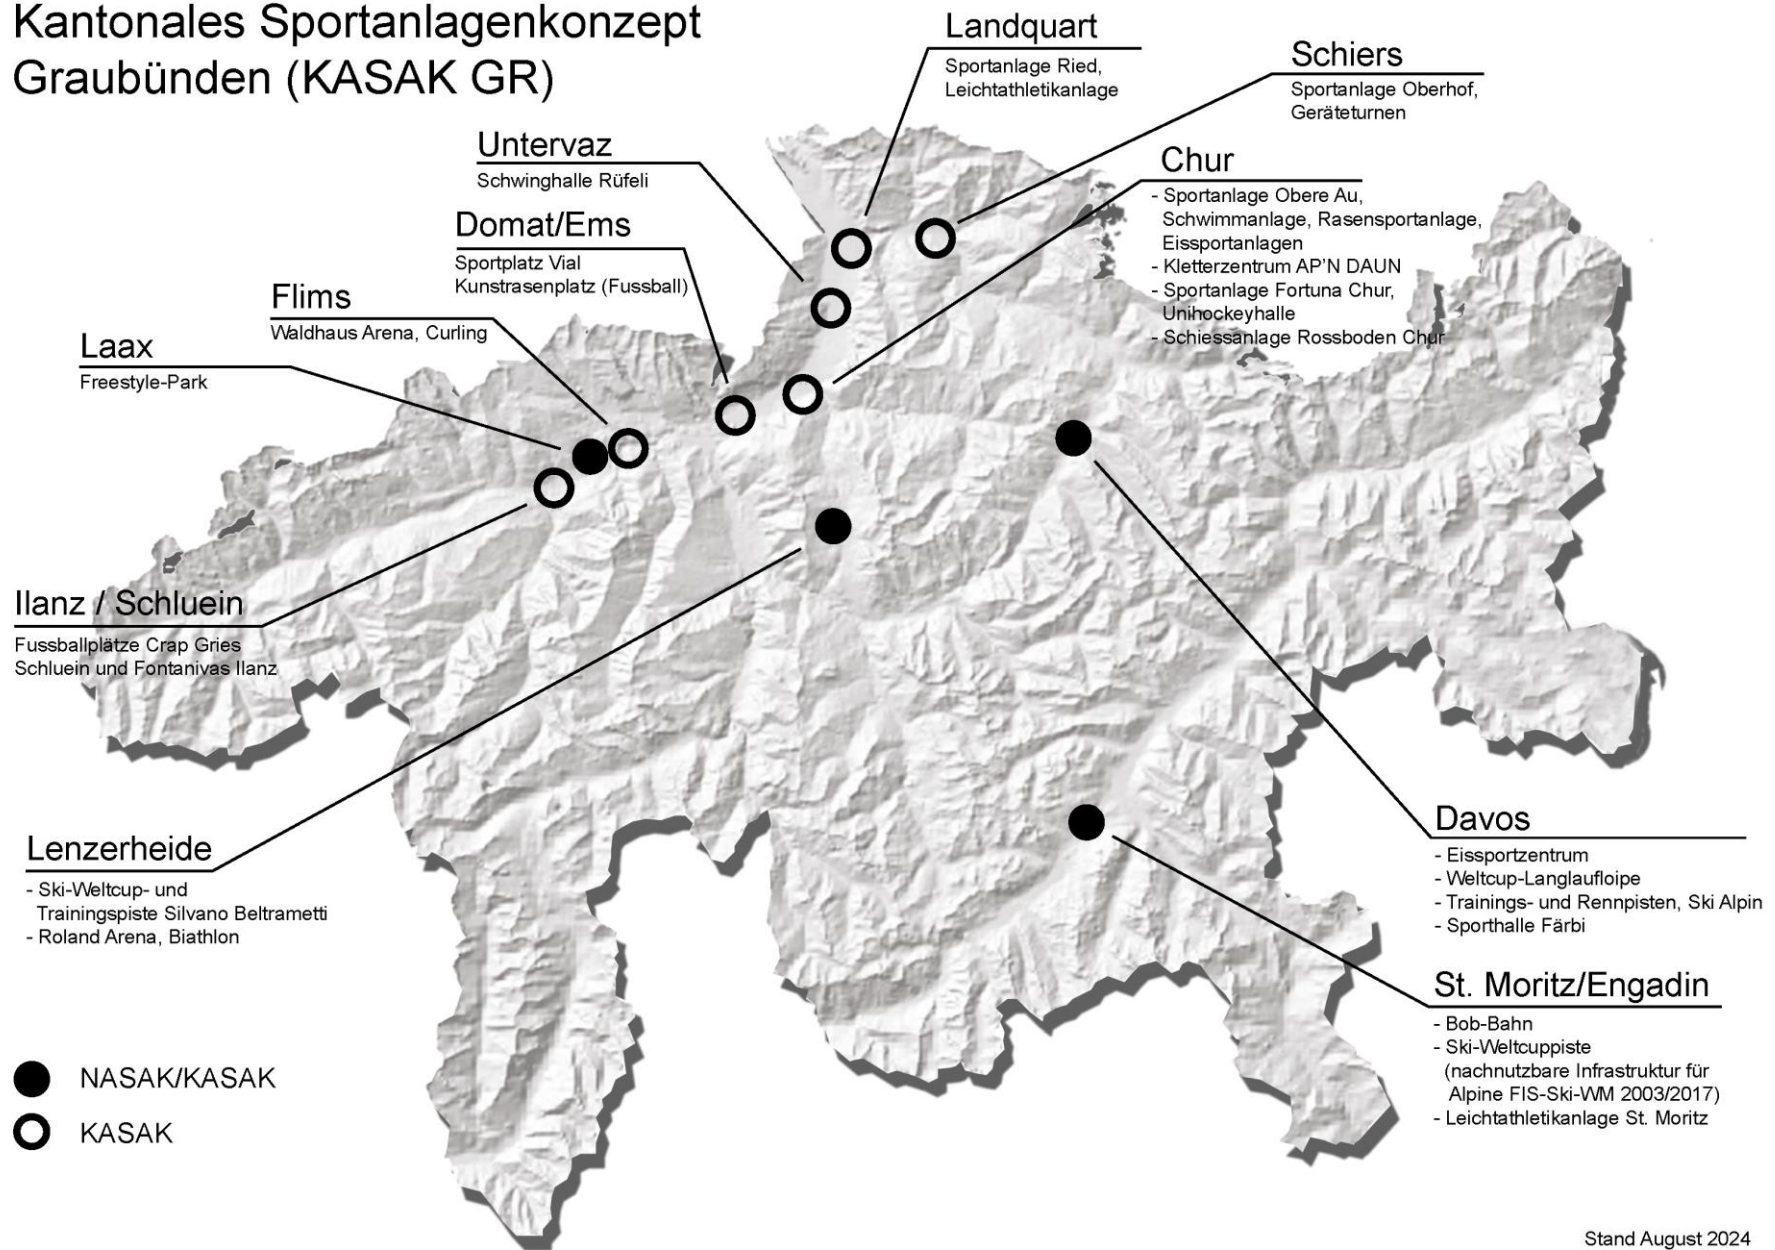 Kantonales Sportanlagenkonzept
Graubünden (KASAK GR)
Landquart
Sportanlage Ried,
Leichtathletikanlage
Schiers
Sportanlage Oberhof,
Geräteturnen
Untervaz
Schwinghalle Rüfeli
Chur
- Sportanlage Obere Au,
Schwimmanlage, Rasensportanlage,
Eissportanlagen
- Kletterzentrum AP'N DAUN
- Sportanlage Fortuna Chur,
Unihockeyhalle
- Schiessanlage Rossboden Chur
Domat/Ems
Sportplatz Vial
Kunstrasenplatz (Fussball)
Flims
Waldhaus Arena, Curling
Laax
Freestyle-Park
Ilanz / Schluein
Fussballplätze Crap Gries
Schluein und Fontanivas Ilanz
Lenzerheide
- Ski-Weltcup- und
Trainingspiste Silvano Beltrametti
- Roland Arena, Biathlon
Davos
- Eissportzentrum
- Weltcup-Langlaufloipe
- Trainings- und Rennpisten, Ski Alpin
- Sporthalle Färbi
St. Moritz/Engadin
- Bob-Bahn
- Ski-Weltcuppiste
(nachnutzbare Infrastruktur für
Alpine FIS-Ski-WM 2003/2017)
- Leichtathletikanlage St. Moritz
NASAK/KASAK
KASAK
Stand August 2024